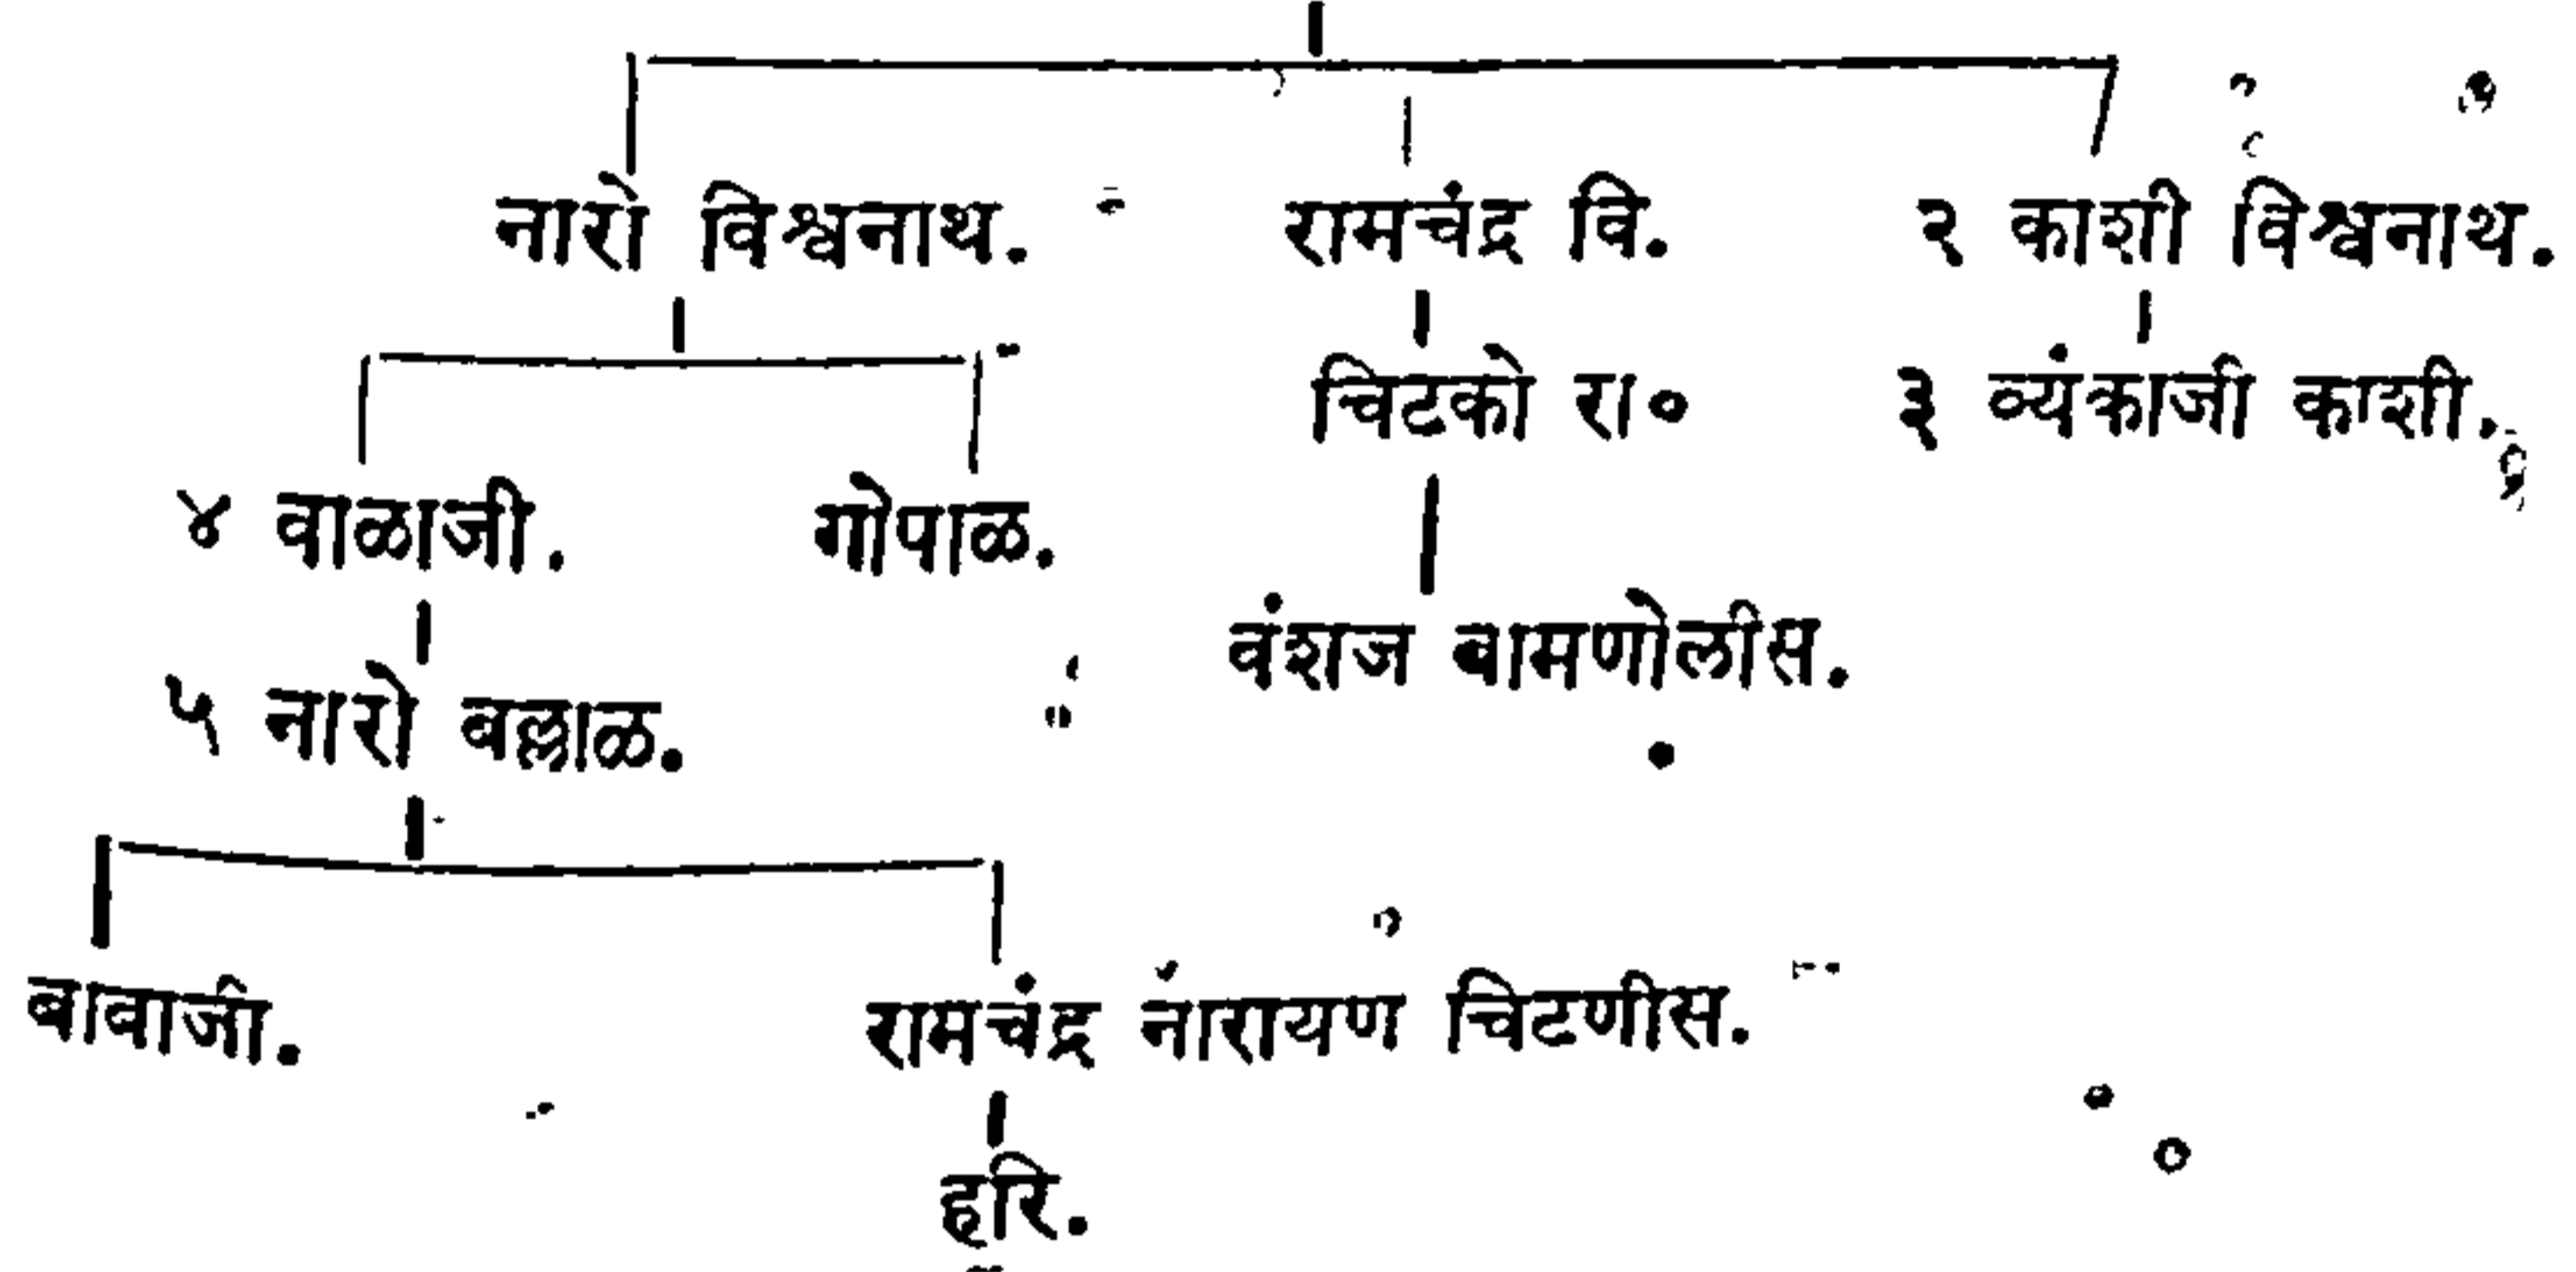 नारो विश्वनाथ. रामचंद्र वि. २ काशी विश्वनाथ.
चिटको रा० ३ व्यंकाजी काशी.
४ बाळाजी. गोपाळ.
वंशज बामणोलीस.
५ नारो बल्लाळ.
बावाजी.
रामचंद्र नारायण चिटणीस.
हरि.